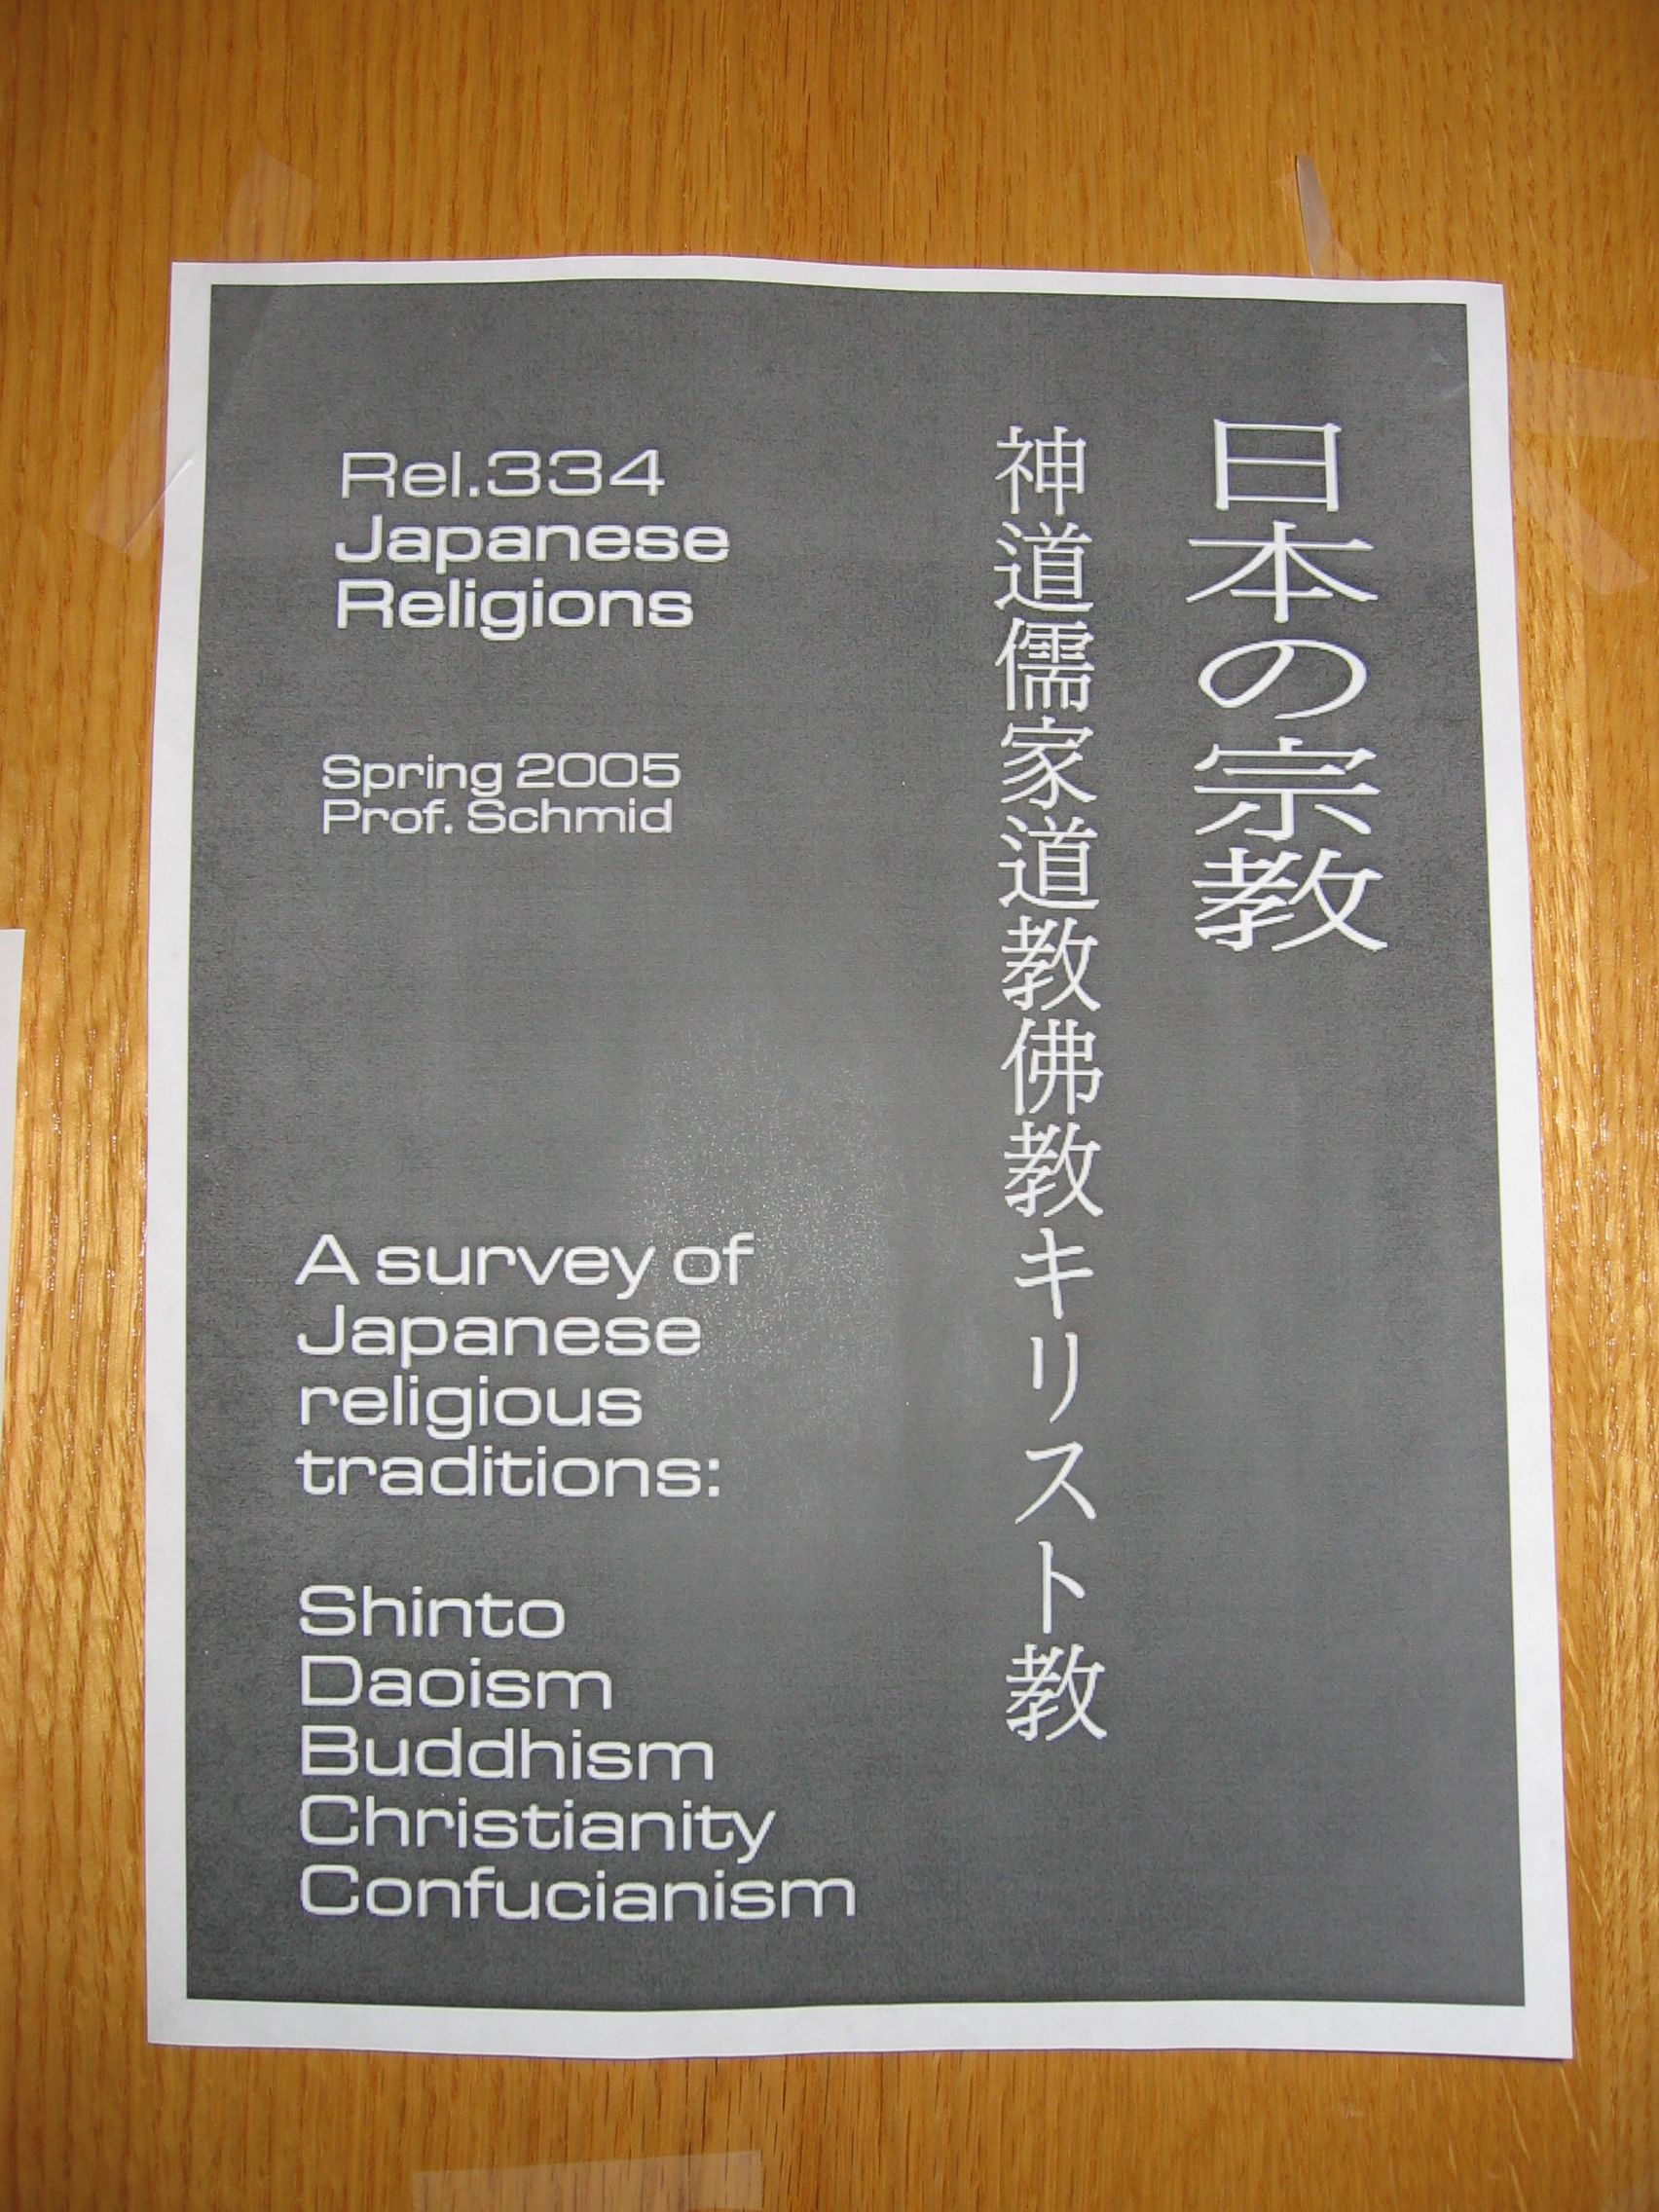 Rel.334
Japanese
Religions
Spring 2005
Prof. Schmid
A survey of
Japanese
religious
traditions:
Shinto
Daoism
Buddhism
Christianity
Confucianism
日本の宗教
神道儒家道教佛教キリスト教